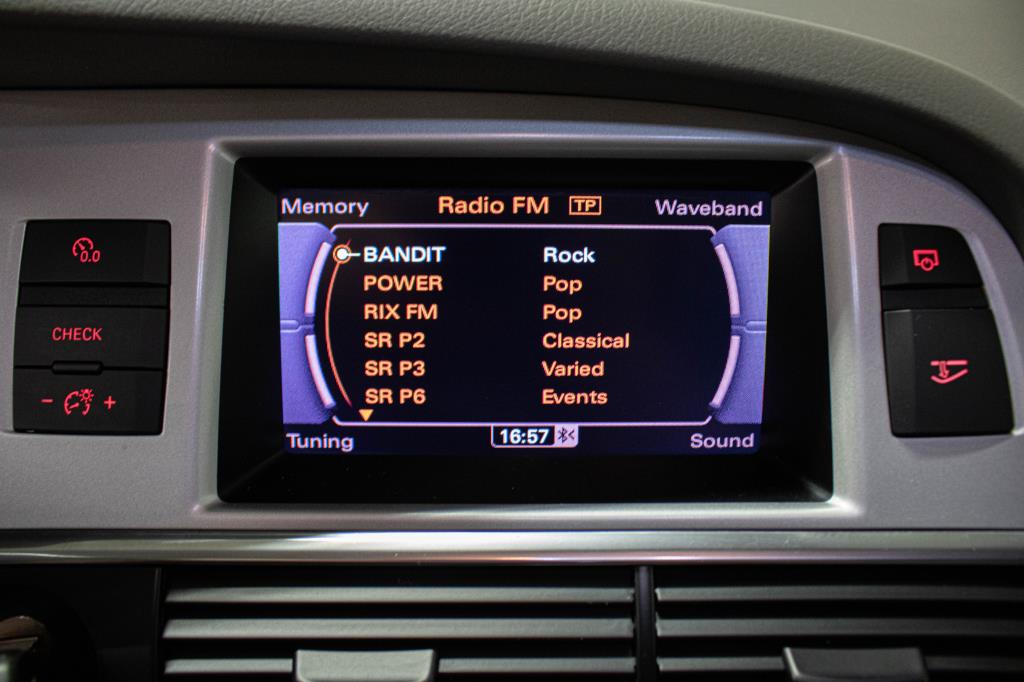 Memory Radio FM TP Waveband
BANDIT Rock
POWER Pop
RIX FM Pop
SR P2 Classical
SR P3 Varied
SR P6 Events
Tuning 16:57 Sound
0.0
CHECK
- +